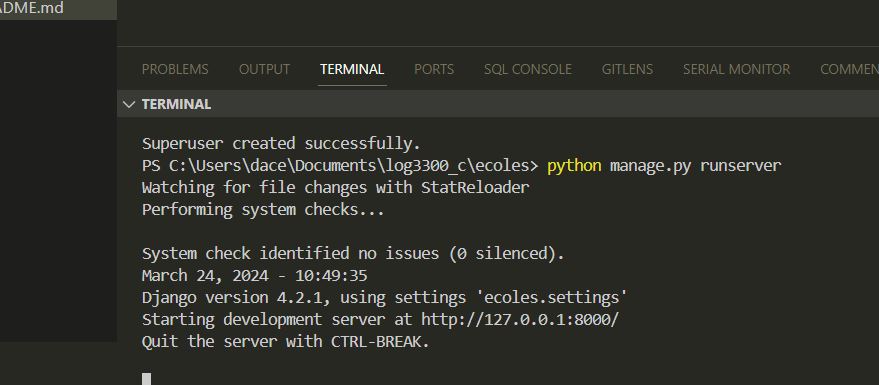 ADME.md
PROBLEMS OUTPUT TERMINAL PORTS SQL CONSOLE GITLENS SERIAL MONITOR COMMEN
TERMINAL
Superuser created successfully.
PS C:\Users\dace\Documents\log3300_c\ecoles> python manage.py runserver
Watching for file changes with StatReloader
Performing system checks...
System check identified no issues (0 silenced).
March 24, 2024 - 10:49:35
Django version 4.2.1, using settings 'ecoles.settings'
Starting development server at http://127.0.0.1:8000/
Quit the server with CTRL-BREAK.